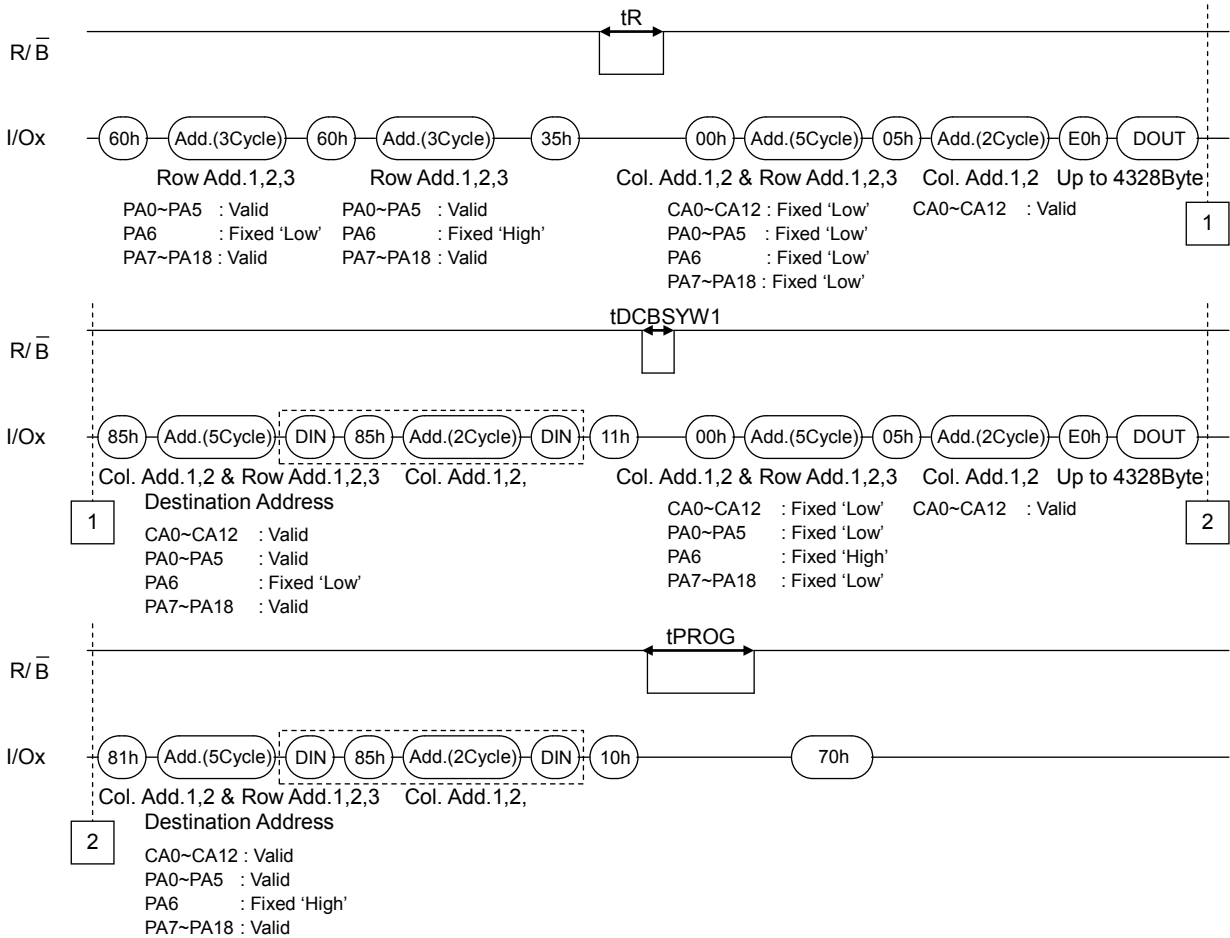 tR
R/B
I/Ox 60h Add.(3Cycle) 60h Add.(3Cycle) 35h 00h Add.(5Cycle) 05h Add.(2Cycle) E0h DOUT
Row Add.1,2,3 Row Add.1,2,3 Col. Add.1,2 & Row Add.1,2,3 Col. Add.1,2 Up to 4328Byte
PA0~PA5 : Valid PA0~PA5 : Valid CA0~CA12 : Fixed ‘Low’ CA0~CA12 : Valid
PA6 : Fixed ‘Low’ PA6 : Fixed ‘High’ PA0~PA5 : Fixed ‘Low’
PA7~PA18 : Valid PA7~PA18 : Valid PA6 : Fixed ‘Low’
PA7~PA18 : Fixed ‘Low’
1
tDCBSYW1
R/B
I/Ox 85h Add.(5Cycle) DIN 85h Add.(2Cycle) DIN 11h 00h Add.(5Cycle) 05h Add.(2Cycle) E0h DOUT
Col. Add.1,2 & Row Add.1,2,3 Col. Add.1,2, Col. Add.1,2 & Row Add.1,2,3 Col. Add.1,2 Up to 4328Byte
Destination Address
1
CA0~CA12 : Valid
PA0~PA5 : Valid
PA6 : Fixed ‘Low’
PA7~PA18 : Valid
CA0~CA12 : Fixed ‘Low’ CA0~CA12 : Valid
PA0~PA5 : Fixed ‘Low’
PA6 : Fixed ‘High’
PA7~PA18 : Fixed ‘Low’
2
tPROG
R/B
I/Ox 81h Add.(5Cycle) DIN 85h Add.(2Cycle) DIN 10h 70h
Col. Add.1,2 & Row Add.1,2,3 Col. Add.1,2,
Destination Address
2
CA0~CA12 : Valid
PA0~PA5 : Valid
PA6 : Fixed ‘High’
PA7~PA18 : Valid